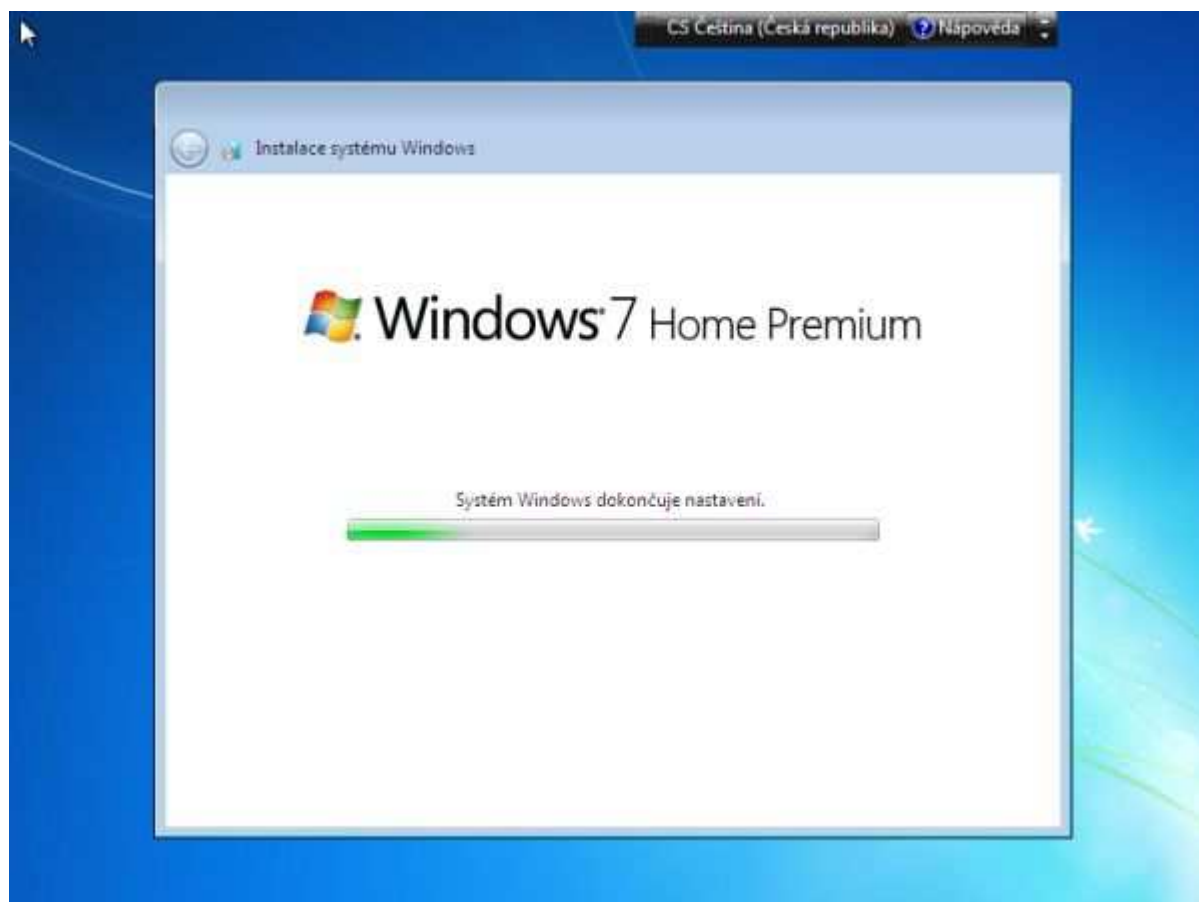 CS Čeština (Česká republika) Nápověda
Instalace systému Windows
Windows 7 Home Premium
Systém Windows dokončuje nastavení.